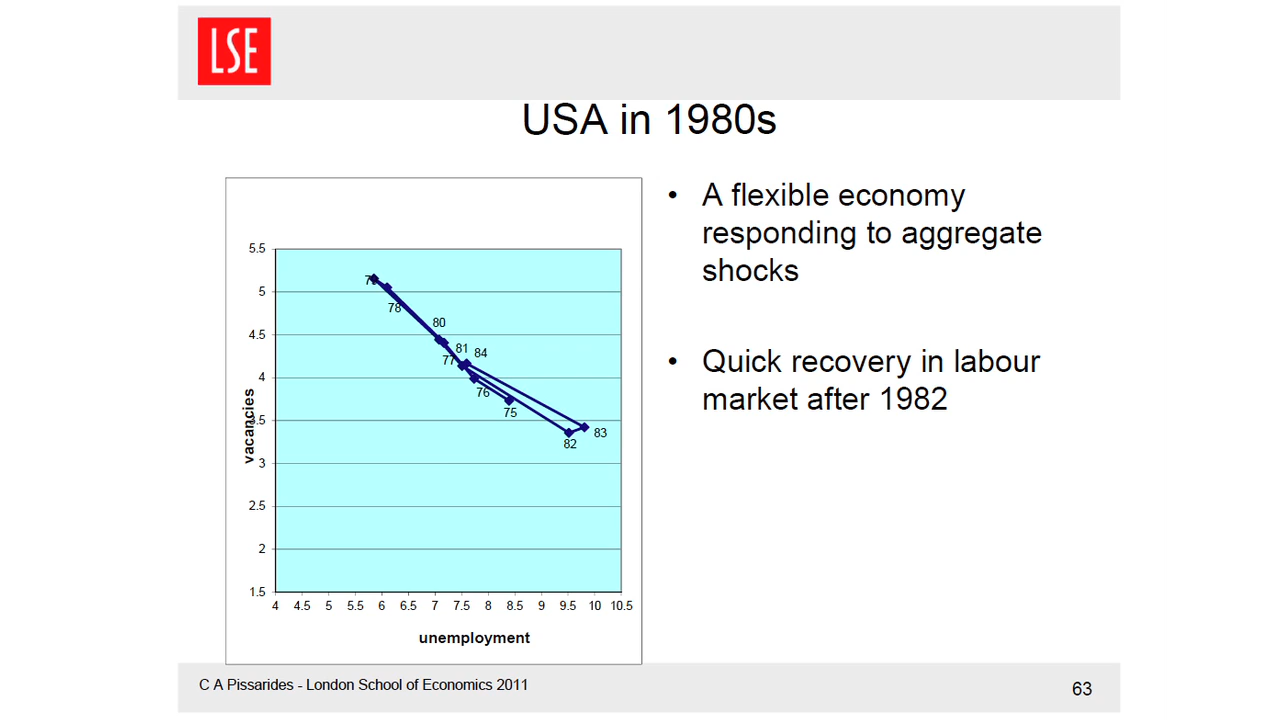 LSE
USA in 1980s
5.5
5
4.5
4
3.5
3
2.5
2
1.5
vacancies
78
80
77
81
84
76
75
82
83
4 4.5 5 5.5 6 6.5 7 7.5 8 8.5 9 9.5 10 10.5
unemployment
• A flexible economy
responding to aggregate
shocks
• Quick recovery in labour
market after 1982
C A Pissarides - London School of Economics 2011
63